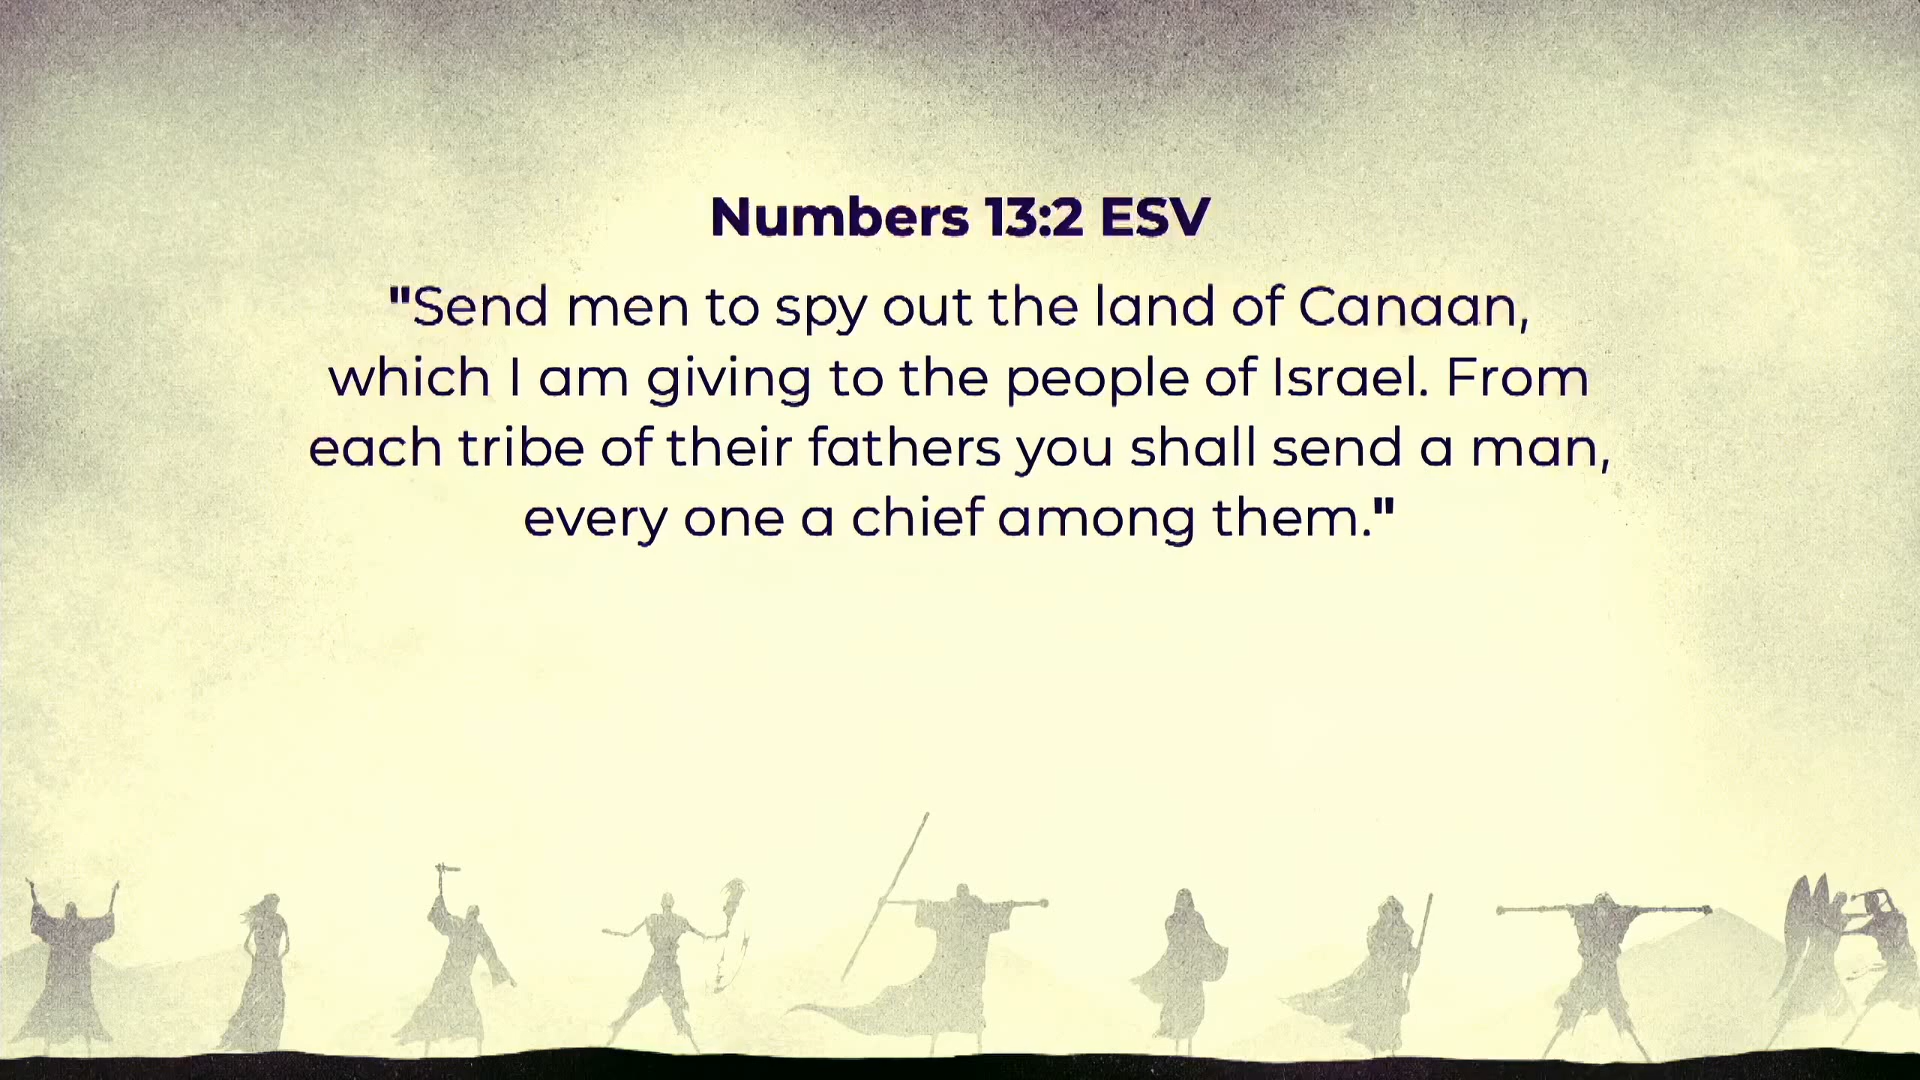 Numbers 13:2 ESV
"Send men to spy out the land of Canaan,
which I am giving to the people of Israel. From
each tribe of their fathers you shall send a man,
every one a chief among them."